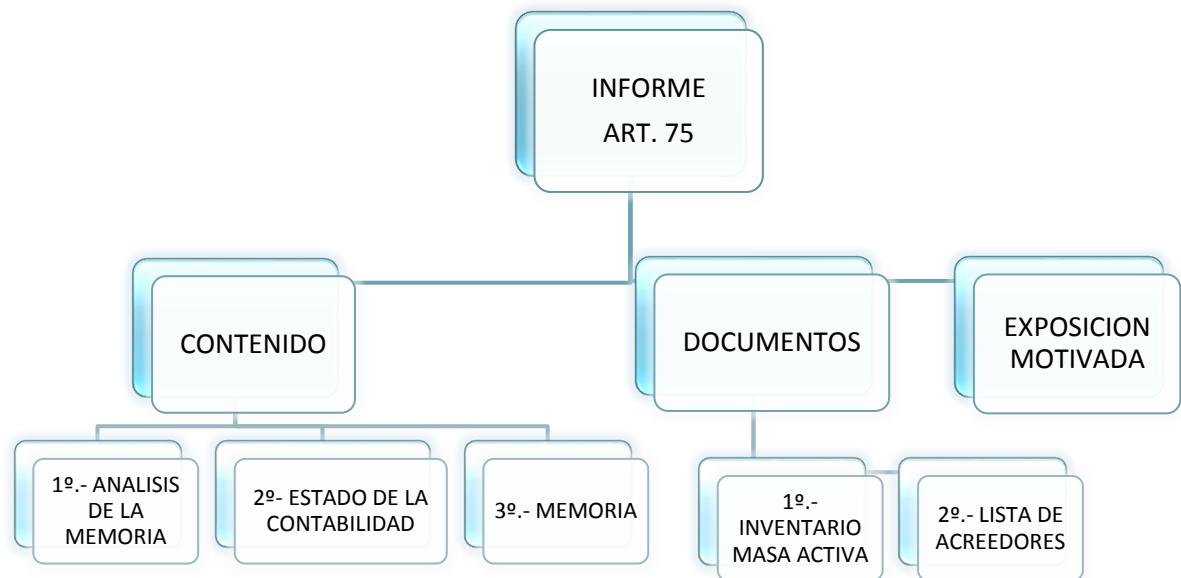 INFORME
ART. 75
CONTENIDO
DOCUMENTOS
EXPOSICION
MOTIVADA
1º.- ANALISIS
DE LA
MEMORIA
2º- ESTADO DE LA
CONTABILIDAD
3º.- MEMORIA
1º.-
INVENTARIO
MASA ACTIVA
2º.- LISTA DE
ACREEDORES